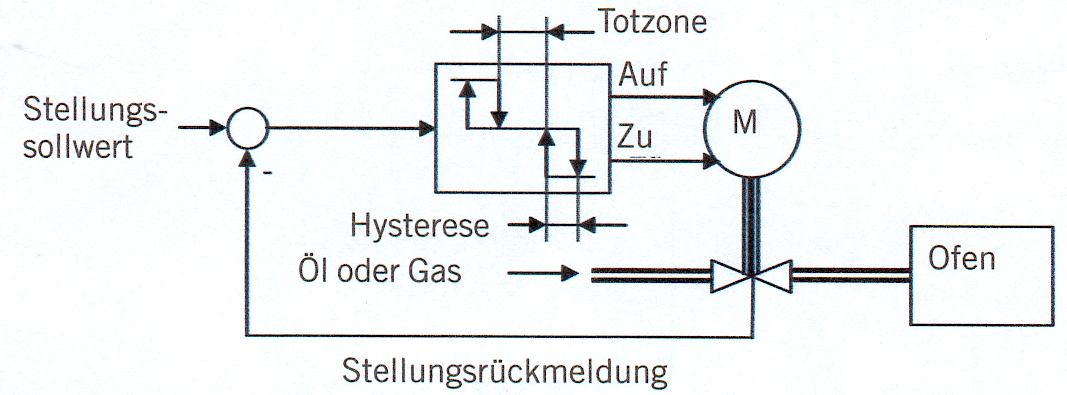 Totzone
Auf
Stellungs-
sollwert
M
Zu
-
Hysterese
Öl oder Gas
Ofen
Stellungsrückmeldung